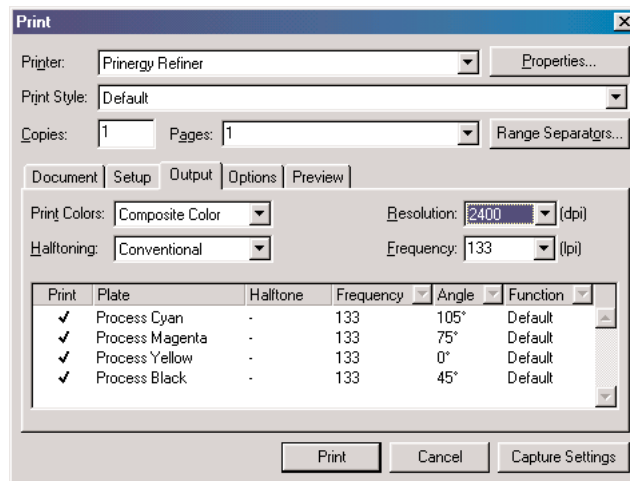 Print
Printer: Prinergy Refiner Properties...
Print Style: Default
Copies: 1 Pages: 1 Range Separators...
Document Setup Output Options Preview
Print Colors: Composite Color Resolution: 2400 (dpi)
Halftoning: Conventional Frequency: 133 (lpi)
Print Plate Halftone Frequency Angle Function
✓ Process Cyan - 133 105° Default
✓ Process Magenta - 133 75° Default
✓ Process Yellow - 133 0° Default
✓ Process Black - 133 45° Default
Print Cancel Capture Settings